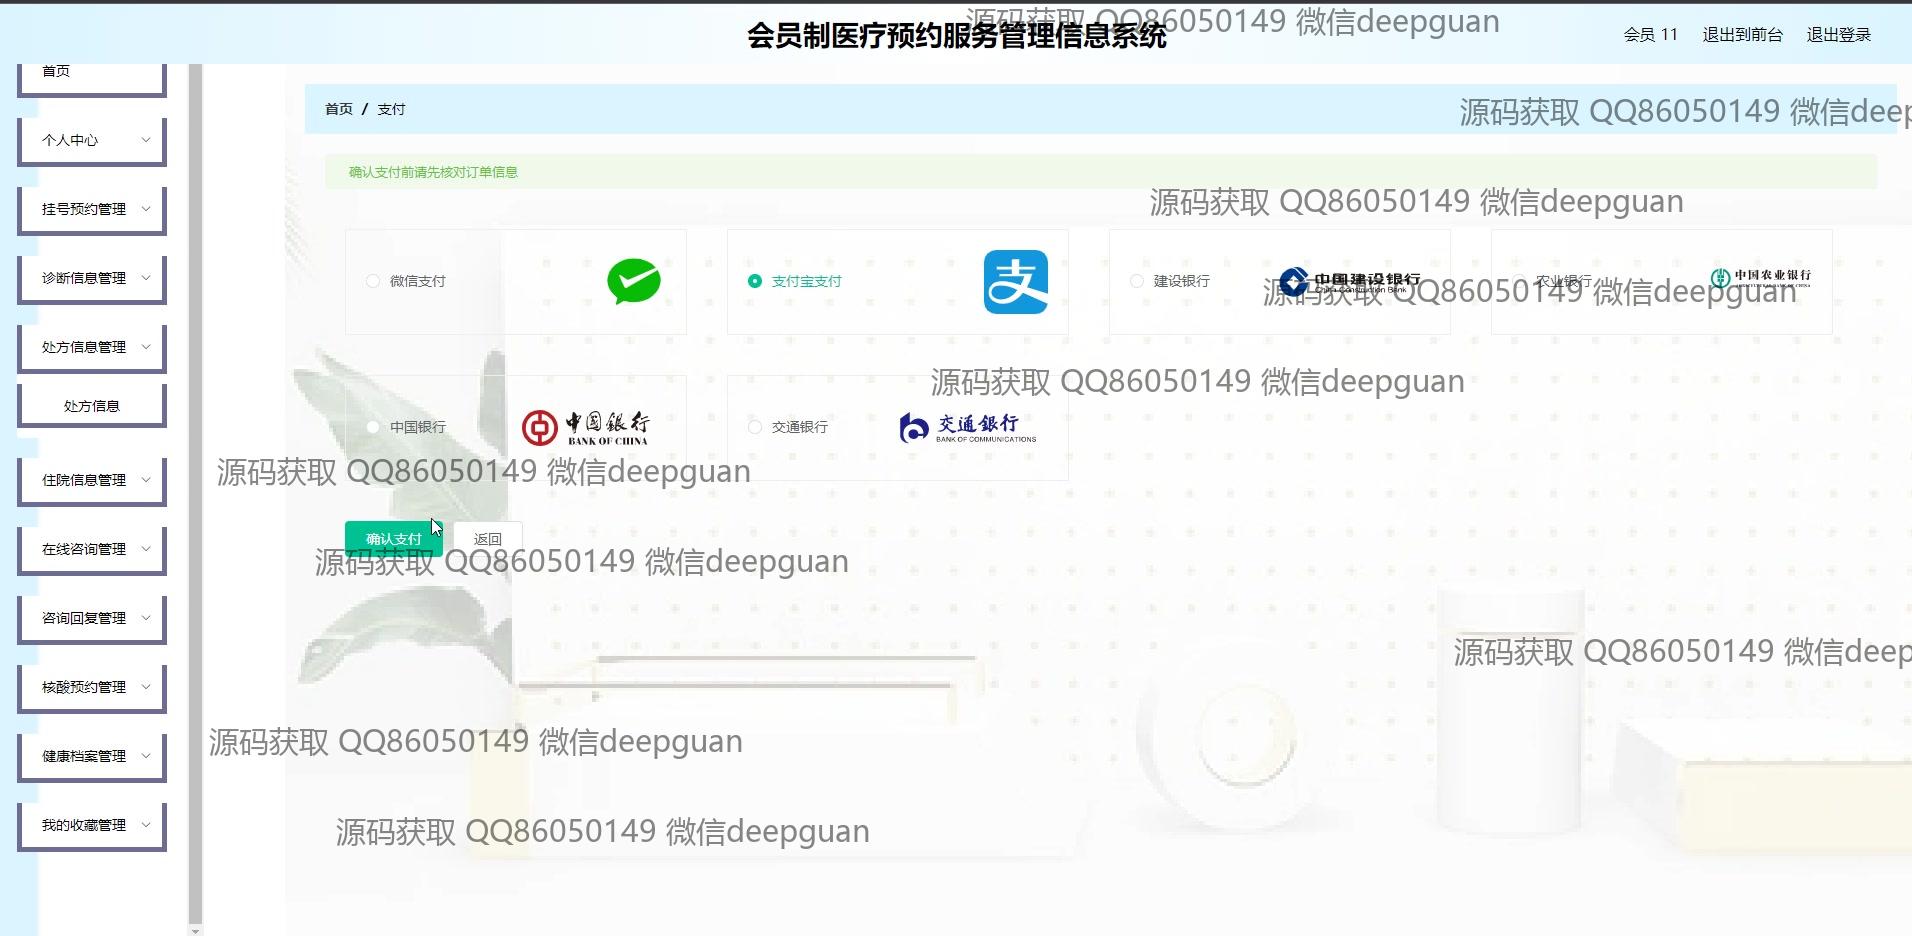 会员制医疗预约服务管理信息系统
源码获取 QQ86050149 微信deepguan
会员 11
退出到前台
退出登录
首页
个人中心
挂号预约管理
诊断信息管理
处方信息管理
处方信息
住院信息管理
在线咨询管理
咨询回复管理
核酸预约管理
健康档案管理
我的收藏管理
首页 / 支付
源码获取 QQ86050149 微信deep
确认支付前请先核对订单信息
源码获取 QQ86050149 微信deepguan
微信支付
支付宝支付
支
建设银行
中国建设银行
China Construction Bank
农业银行
中国农业银行
AGRICULTURAL BANK OF CHINA
源码获取 QQ86050149 微信deepguan
源码获取 QQ86050149 微信deepguan
中国银行
中国銀行
BANK OF CHINA
交通银行
交通銀行
BANK OF COMMUNICATIONS
源码获取 QQ86050149 微信deepguan
确认支付
返回
源码获取 QQ86050149 微信deepguan
源码获取 QQ86050149 微信deep
源码获取 QQ86050149 微信deepguan
源码获取 QQ86050149 微信deepguan